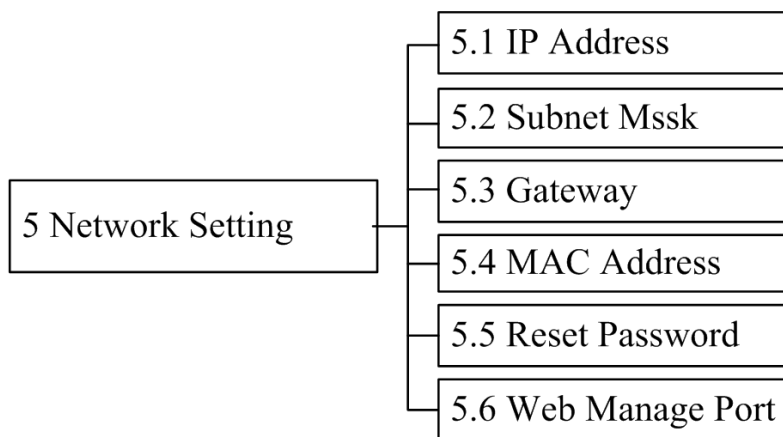 5 Network Setting
5.1 IP Address
5.2 Subnet Mssk
5.3 Gateway
5.4 MAC Address
5.5 Reset Password
5.6 Web Manage Port